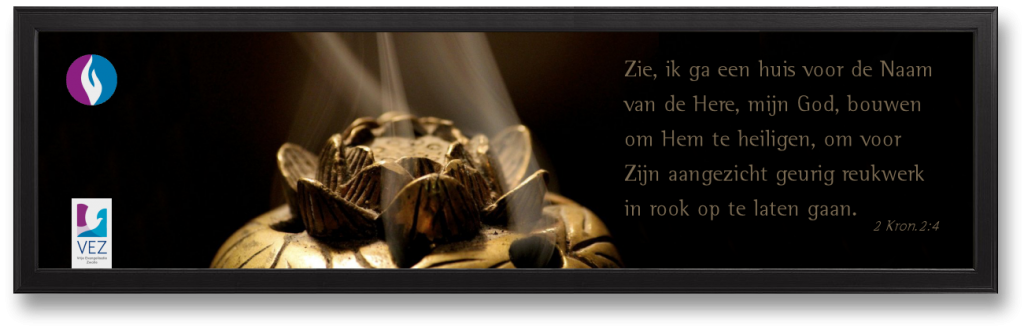 Zie, ik ga een huis voor de Naam
van de Here, mijn God, bouwen
om Hem te heiligen, om voor
Zijn aangezicht geurig reukwerk
in rook op te laten gaan.
2 Kron.2:4
VEZ